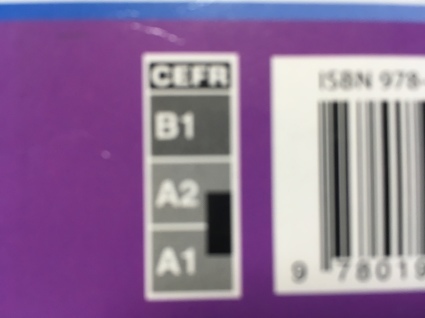 CEFR
B1
A2
A1
ISBN 978-
9 78019